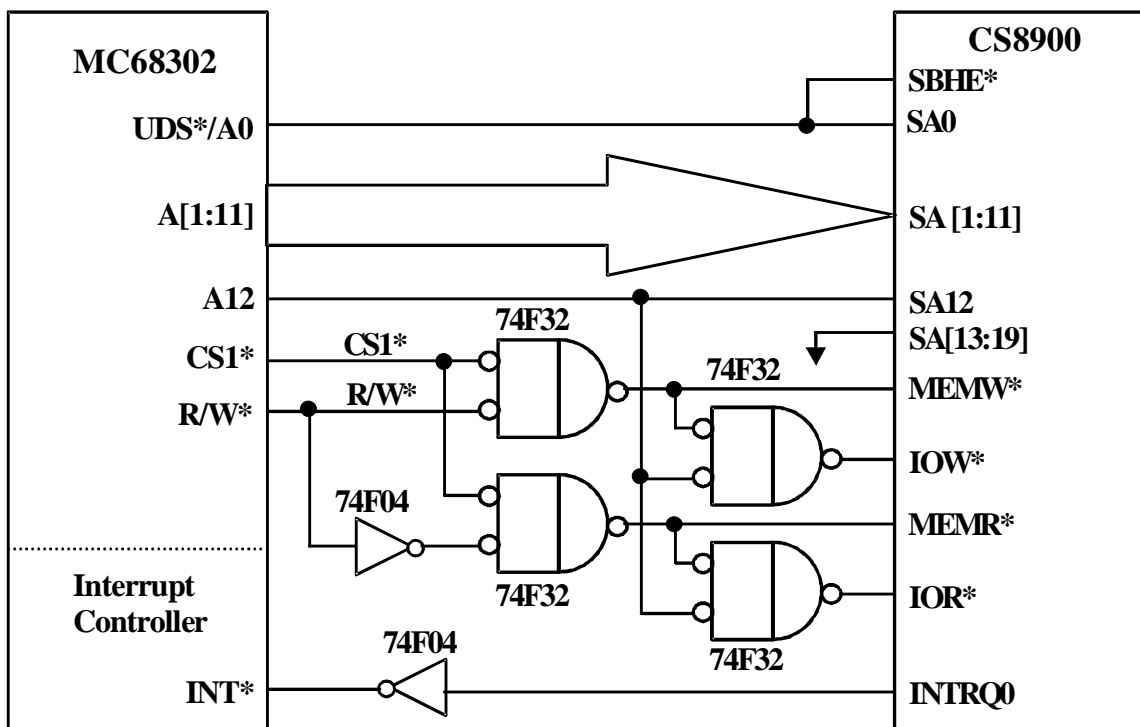 MC68302
CS8900
SBHE*
UDS*/A0
SA0
A[1:11]
SA [1:11]
A12
SA12
74F32
SA[13:19]
CS1*
CS1*
74F32
R/W*
R/W*
MEMW*
IOW*
74F04
MEMR*
74F32
Interrupt
Controller
IOR*
74F04
74F32
INT*
INTRQ0